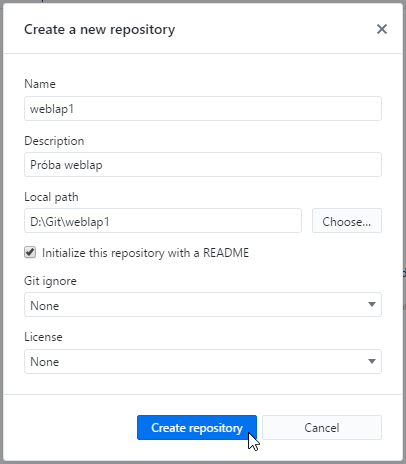 Create a new repository
Name
weblap1
Description
Próba weblap
Local path
D:\Git\weblap1
Choose...
Initialize this repository with a README
Git ignore
None
License
None
Create repository
Cancel